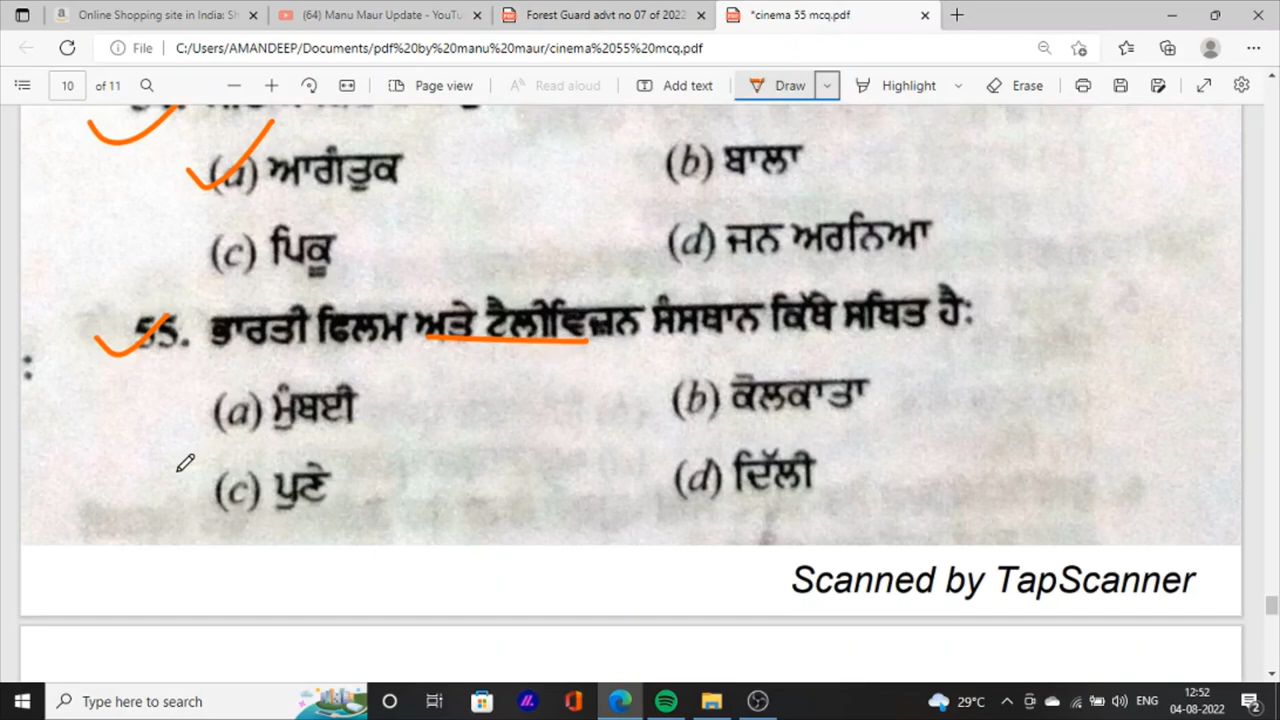 Online Shopping site in India: Sh
(64) Manu Maur Update - YouTu
Forest Guard advt no 07 of 2022
*cinema 55 mcq.pdf
File C:/Users/AMANDEEP/Documents/pdf%20by%20manu%20maur/cinema%2055%20mcq.pdf
10 of 11 Page view Read aloud Add text Draw Highlight Erase
(a) ਆਗੰਤੁਕ (b) ਬਾਲਾ
(c) ਪਿਕੂ (d) ਜਨ ਅਰਨਿਆ
55. ਭਾਰਤੀ ਫਿਲਮ ਅਤੇ ਟੈਲੀਵਿਜ਼ਨ ਸੰਸਥਾਨ ਕਿੱਥੇ ਸਥਿਤ ਹੈ:
(a) ਮੁੰਬਈ (b) ਕੋਲਕਾਤਾ
(c) ਪੁਣੇ (d) ਦਿੱਲੀ
Scanned by TapScanner
Type here to search 29°C ENG 12:52
04-08-2022